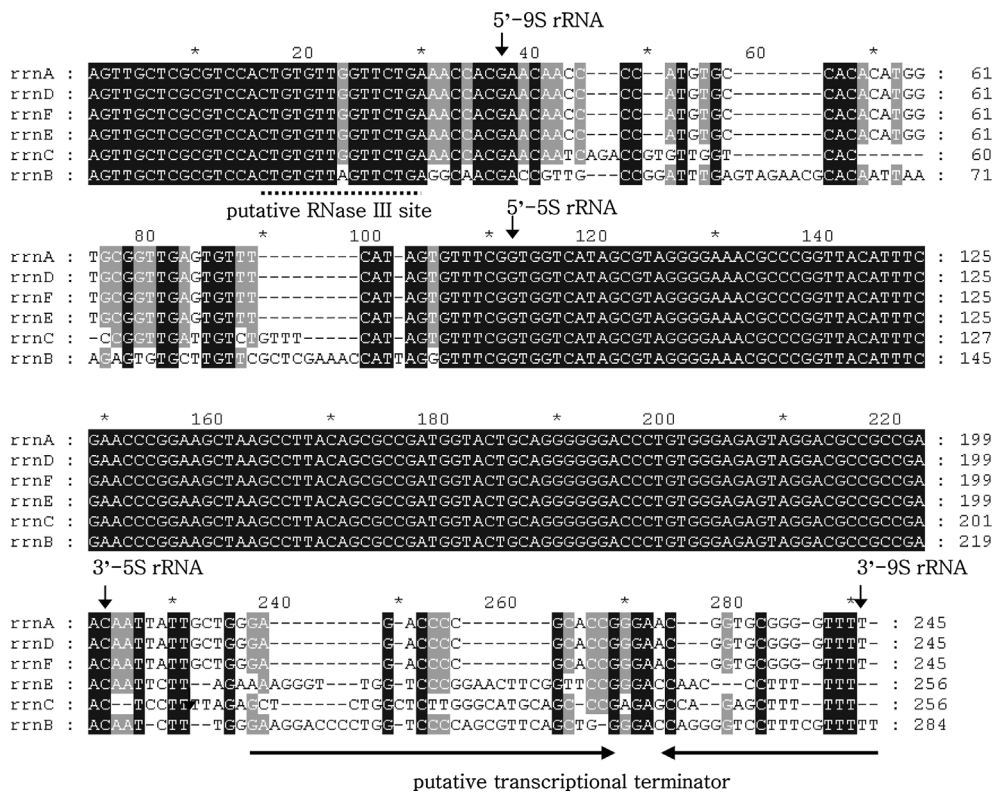 5'-9S rRNA
* 20 * 40 * 60 *
rrnA : AGTTGCTCGCGTCCACTGTGTTGGTTCTGAAACCACGAACAACC---CC--ATGTGC--------CACACATGG : 61
rrnD : AGTTGCTCGCGTCCACTGTGTTGGTTCTGAAACCACGAACAACC---CC--ATGTGC--------CACACATGG : 61
rrnF : AGTTGCTCGCGTCCACTGTGTTGGTTCTGAAACCACGAACAACC---CC--ATGTGC--------CACACATGG : 61
rrnE : AGTTGCTCGCGTCCACTGTGTTGGTTCTGAAACCACGAACAACC---CC--ATGTGC--------CACACATGG : 61
rrnC : AGTTGCTCGCGTCCACTGTGTTGGTTCTGAAACCACGAACAATCAGACCGTGTTGGT--------CAC------ : 60
rrnB : AGTTGCTCGCGTCCACTGTGTTAGTTCTGAGGCAACGACCGTTG---CCGGATTTGAGTAGAACGCACAATTAA : 71
putative RNase III site
5'-5S rRNA
80 * 100 * 120 * 140
rrnA : TGCGGTTGAGTGTTT---------CAT-AGTGTTTCGGTGGTCATAGCGTAGGGGAAACGCCCGGTTACATTTC : 125
rrnD : TGCGGTTGAGTGTTT---------CAT-AGTGTTTCGGTGGTCATAGCGTAGGGGAAACGCCCGGTTACATTTC : 125
rrnF : TGCGGTTGAGTGTTT---------CAT-AGTGTTTCGGTGGTCATAGCGTAGGGGAAACGCCCGGTTACATTTC : 125
rrnE : TGCGGTTGAGTGTTT---------CAT-AGTGTTTCGGTGGTCATAGCGTAGGGGAAACGCCCGGTTACATTTC : 125
rrnC : -CCGGTTGATTGTCTGTTT-----CAT-AGTGTTTCGGTGGTCATAGCGTAGGGGAAACGCCCGGTTACATTTC : 127
rrnB : AGAGTGTGCTTGTTCGCTCGAAACCATTAGGGTTTCGGTGGTCATAGCGTAGGGGAAACGCCCGGTTACATTTC : 145
* 160 * 180 * 200 * 220
rrnA : GAACCCGGAAGCTAAGCCTTACAGCGCCGATGGTACTGCAGGGGGGACCCTGTGGGAGAGTAGGACGCCGCCGA : 199
rrnD : GAACCCGGAAGCTAAGCCTTACAGCGCCGATGGTACTGCAGGGGGGACCCTGTGGGAGAGTAGGACGCCGCCGA : 199
rrnF : GAACCCGGAAGCTAAGCCTTACAGCGCCGATGGTACTGCAGGGGGGACCCTGTGGGAGAGTAGGACGCCGCCGA : 199
rrnE : GAACCCGGAAGCTAAGCCTTACAGCGCCGATGGTACTGCAGGGGGGACCCTGTGGGAGAGTAGGACGCCGCCGA : 199
rrnC : GAACCCGGAAGCTAAGCCTTACAGCGCCGATGGTACTGCAGGGGGGACCCTGTGGGAGAGTAGGACGCCGCCGA : 201
rrnB : GAACCCGGAAGCTAAGCCTTACAGCGCCGATGGTACTGCAGGGGGGACCCTGTGGGAGAGTAGGACGCCGCCGA : 219
3'-5S rRNA 3'-9S rRNA
* 240 * 260 * 280 *
rrnA : ACAATTATTGCTGGGA----------G-ACCCC--------GCACCGGGAAC---GGTGCGGG-GTTTT- : 245
rrnD : ACAATTATTGCTGGGA----------G-ACCCC--------GCACCGGGAAC---GGTGCGGG-GTTTT- : 245
rrnF : ACAATTATTGCTGGGA----------G-ACCCC--------GCACCGGGAAC---GGTGCGGG-GTTTT- : 245
rrnE : ACAATTCTT--AGAAAAGGGT---TGG-TCCCGGAACTTCGGTTCCGGGACCAAC---CCTTT---TTT- : 256
rrnC : AC--TCCTTTTAGAGCT-----CTGGCTCTTGGGCATGCAGC-CCGAGAGCCA---GAGCTTT---TTT- : 256
rrnB : ACAAT-CTT--TGGGAAGGACCCCTGG-TCCCCAGCGTTCAGCTG-GGGACCAGGGGTCCTTTCGTTTTT : 284
putative transcriptional terminator